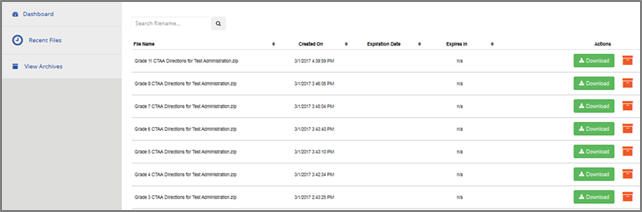 Dashboard
Recent Files
View Archives
Search filename...
File Name Created On Expiration Date Expires In Actions
Grade 11 CTAA Directions for Test Administration.zip 3/1/2017 4:39:59 PM n/a Download
Grade 8 CTAA Directions for Test Administration.zip 3/1/2017 3:46:05 PM n/a Download
Grade 7 CTAA Directions for Test Administration.zip 3/1/2017 3:45:04 PM n/a Download
Grade 6 CTAA Directions for Test Administration.zip 3/1/2017 3:43:40 PM n/a Download
Grade 5 CTAA Directions for Test Administration.zip 3/1/2017 3:43:10 PM n/a Download
Grade 4 CTAA Directions for Test Administration.zip 3/1/2017 3:42:34 PM n/a Download
Grade 3 CTAA Directions for Test Administration.zip 3/1/2017 2:43:25 PM n/a Download